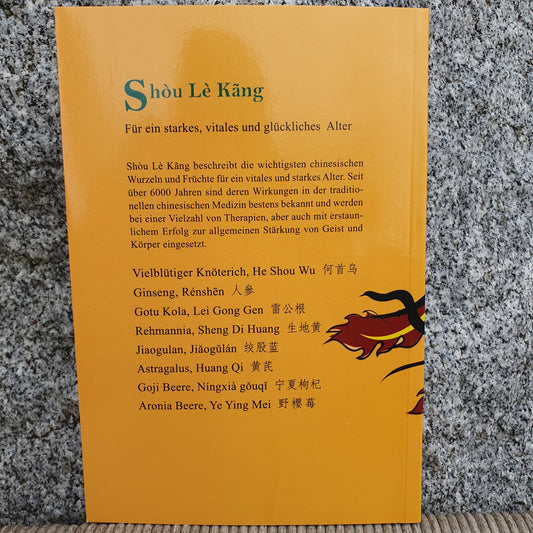 Shòu Lè Kãng
Für ein starkes, vitales und glückliches Alter
Shòu Lè Kãng beschreibt die wichtigsten chinesischen
Wurzeln und Früchte für ein vitales und starkes Alter. Seit
über 6000 Jahren sind deren Wirkungen in der traditio-
nellen chinesischen Medizin bestens bekannt und werden
bei einer Vielzahl von Therapien, aber auch mit erstaun-
lichem Erfolg zur allgemeinen Stärkung von Geist und
Körper eingesetzt.
Vielblütiger Knöterich, He Shou Wu 何首乌
Ginseng, Rénshēn 人參
Gotu Kola, Lei Gong Gen 雷公根
Rehmannia, Sheng Di Huang 生地黄
Jiaogulan, Jiāogǔlán 绞股蓝
Astragalus, Huang Qi 黄芪
Goji Beere, Níngxià gǒuqǐ 宁夏枸杞
Aronia Beere, Ye Ying Mei 野櫻莓